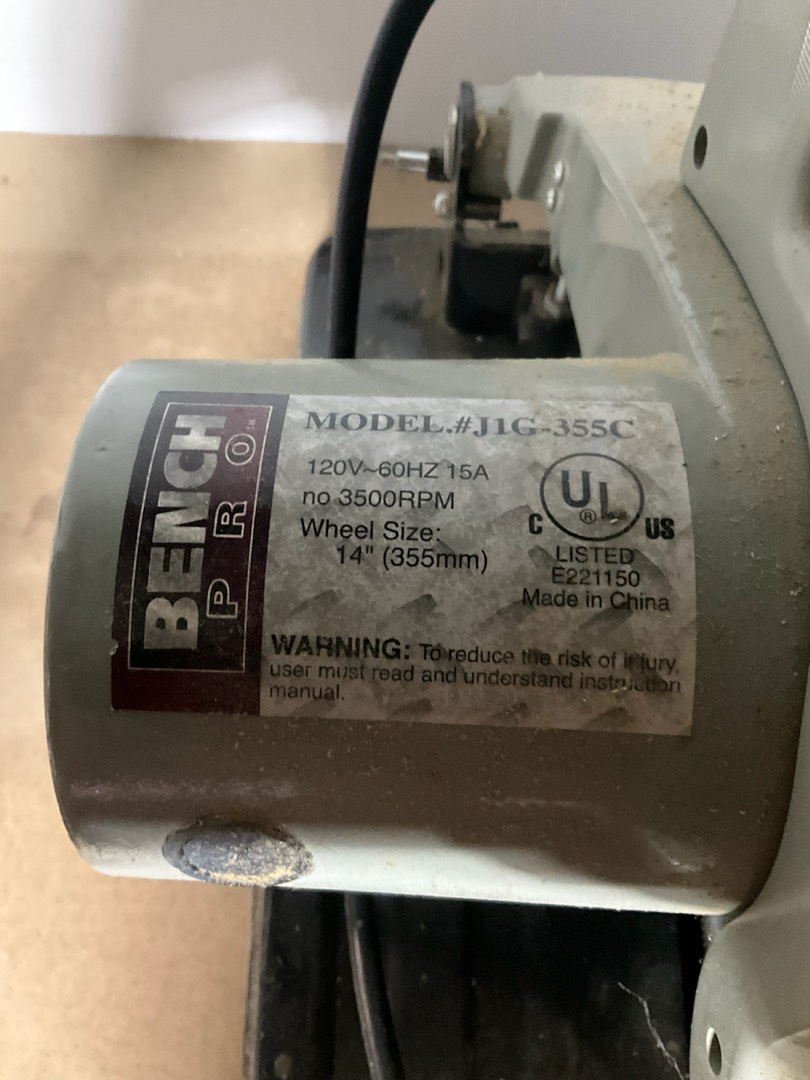 BENCH
PRO™
MODEL.#J1G-355C
120V~60HZ 15A
no 3500RPM
Wheel Size:
14" (355mm)
UL
®
C US
LISTED
E221150
Made in China
WARNING: To reduce the risk of injury,
user must read and understand instruction
manual.